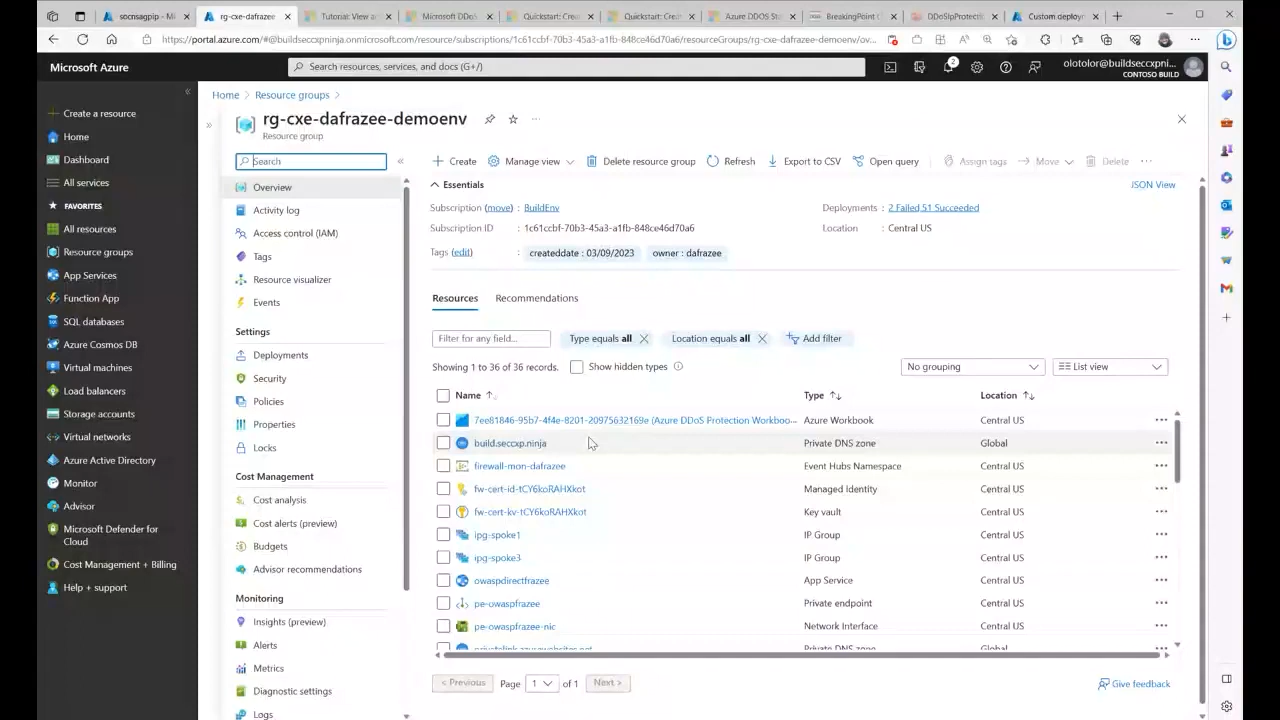 socnsagpip - Mi
rg-cxe-dafrazee
Tutorial: View a
Microsoft DDoS
Quickstart: Crea
Quickstart: Crea
Azure DDOS Sta
BreakingPoint C
DDoSIpProtectic
Custom deploym
https://portal.azure.com/#@buildseccxpninja.onmicrosoft.com/resource/subscriptions/1c61ccbf-70b3-45a3-a1fb-848ce46d70a6/resourceGroups/rg-cxe-dafrazee-demoenv/ov...
Microsoft Azure
Search resources, services, and docs (G+/)
2
olotolor@buildseccxpni...
CONTOSO BUILD
Create a resource
Home
Dashboard
All services
FAVORITES
All resources
Resource groups
App Services
Function App
SQL databases
Azure Cosmos DB
Virtual machines
Load balancers
Storage accounts
Virtual networks
Azure Active Directory
Monitor
Advisor
Microsoft Defender for
Cloud
Cost Management + Billing
Help + support
Home > Resource groups >
rg-cxe-dafrazee-demoenv
Resource group
Search
Overview
Activity log
Access control (IAM)
Tags
Resource visualizer
Events
Settings
Deployments
Security
Policies
Properties
Locks
Cost Management
Cost analysis
Cost alerts (preview)
Budgets
Advisor recommendations
Monitoring
Insights (preview)
Alerts
Metrics
Diagnostic settings
Logs
Create
Manage view
Delete resource group
Refresh
Export to CSV
Open query
Assign tags
Move
Delete
Essentials
JSON View
Subscription (move) : BuildEnv
Deployments : 2 Failed,51 Succeeded
Subscription ID : 1c61ccbf-70b3-45a3-a1fb-848ce46d70a6
Location : Central US
Tags (edit) : createddate : 03/09/2023 owner : dafrazee
Resources Recommendations
Filter for any field...
Type equals all
Location equals all
Add filter
Showing 1 to 36 of 36 records.
Show hidden types
No grouping
List view
Name Type Location
7ee81846-95b7-4f4e-8201-20975632169e (Azure DDoS Protection Workboo... Azure Workbook Central US
build.seccxp.ninja Private DNS zone Global
firewall-mon-dafrazee Event Hubs Namespace Central US
fw-cert-id-tCY6koRAHXkot Managed Identity Central US
fw-cert-kv-tCY6koRAHXkot Key vault Central US
ipg-spoke1 IP Group Central US
ipg-spoke3 IP Group Central US
owaspdirectfrazee App Service Central US
pe-owaspfrazee Private endpoint Central US
pe-owaspfrazee-nic Network Interface Central US
privatelink.azurewebsites.net Private DNS zone Global
< Previous Page 1 of 1 Next >
Give feedback